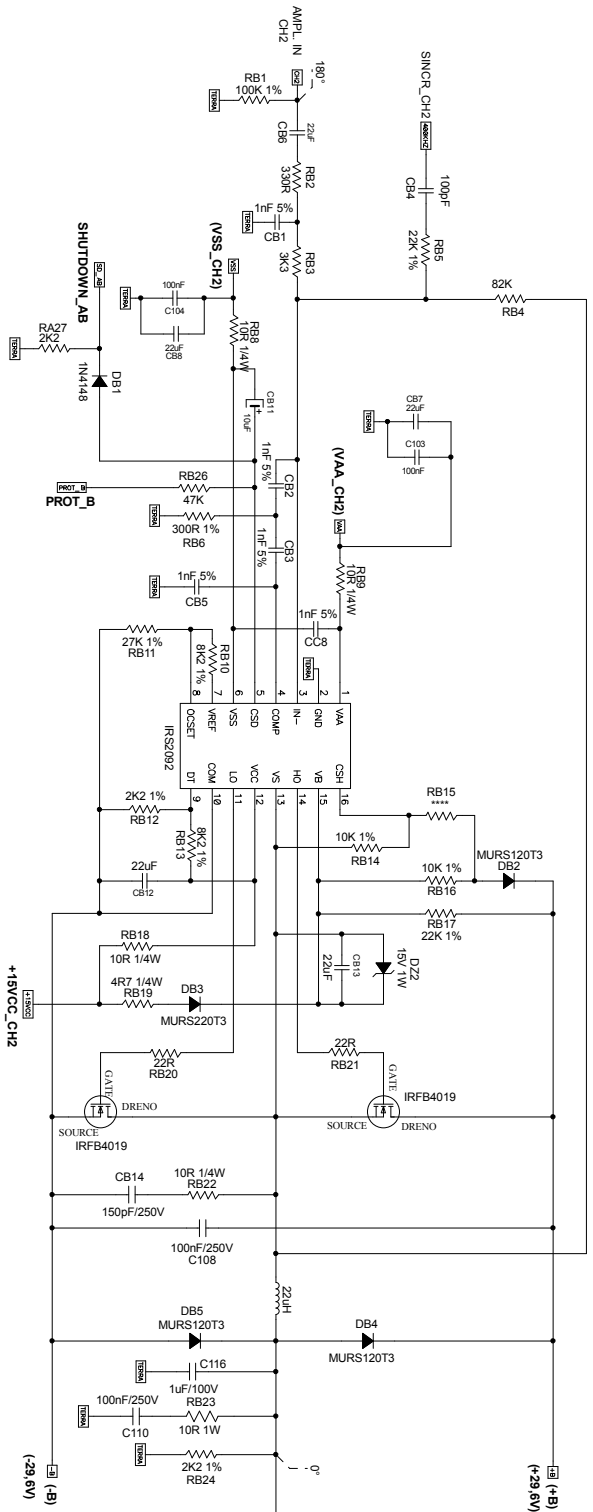 AMPL. IN
CH2
CH2
180°
RB1
100K 1%
TERRA
22uF
CB6
RB2
330R
1nF 5%
CB1
TERRA
RB3
3K3
SINCR_CH2
400KHZ
100pF
CB4
RB5
22K 1%
82K
RB4
SHUTDOWN_AB
SD_AB
RA27
2K2
TERRA
DB1
1N4148
(VSS_CH2)
VSS
100nF
C104
22uF
CB8
TERRA
RB8
10R 1/4W
CB11
10uF
PROT_B
PROT_B
RB26
47K
TERRA
300R 1%
RB6
1nF 5%
CB2
1nF 5%
CB3
TERRA
1nF 5%
CB5
CB7
22uF
C103
100nF
TERRA
(VAA_CH2)
VAA
RB9
10R 1/4W
1nF 5%
CC8
TERRA
27K 1%
RB11
RB10
8K2 1%
8
7
6
5
4
3
2
1
OCSET
VREF
VSS
CSD
COMP
IN-
GND
VAA
IRS2092
DT
COM
LO
VCC
VS
HO
VB
CSH
9
10
11
12
13
14
15
16
2K2 1%
RB12
8K2 1%
RB13
22uF
CB12
RB15
****
10K 1%
RB14
MURS120T3
DB2
10K 1%
RB16
RB17
22K 1%
RB18
10R 1/4W
4R7 1/4W
RB19
DB3
MURS220T3
CB13
22uF
DZ2
15V 1W
+15VCC_CH2
+15VCC
22R
RB20
22R
RB21
GATE
DRENO
SOURCE
IRFB4019
GATE
IRFB4019
SOURCE
DRENO
CB14
150pF/250V
10R 1/4W
RB22
100nF/250V
C108
22uH
DB5
MURS120T3
DB4
MURS120T3
TERRA
C116
1uF/100V
100nF/250V
C110
TERRA
RB23
10R 1W
TERRA
2K2 1%
RB24
0°
-B
(-B)
(-29,6V)
+B
(+B)
(+29,6V)